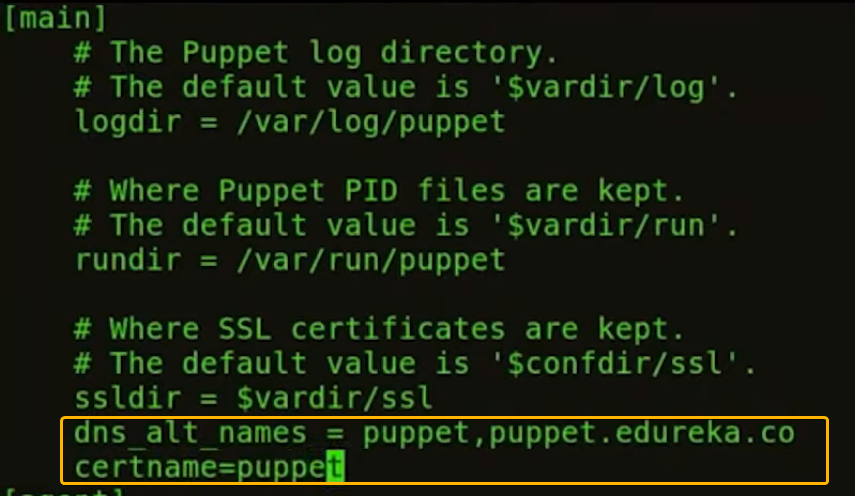 [main]
# The Puppet log directory.
# The default value is '$vardir/log'.
logdir = /var/log/puppet
# Where Puppet PID files are kept.
# The default value is '$vardir/run'.
rundir = /var/run/puppet
# Where SSL certificates are kept.
# The default value is '$confdir/ssl'.
ssldir = $vardir/ssl
dns_alt_names = puppet,puppet.edureka.co
certname=puppet
[agent]